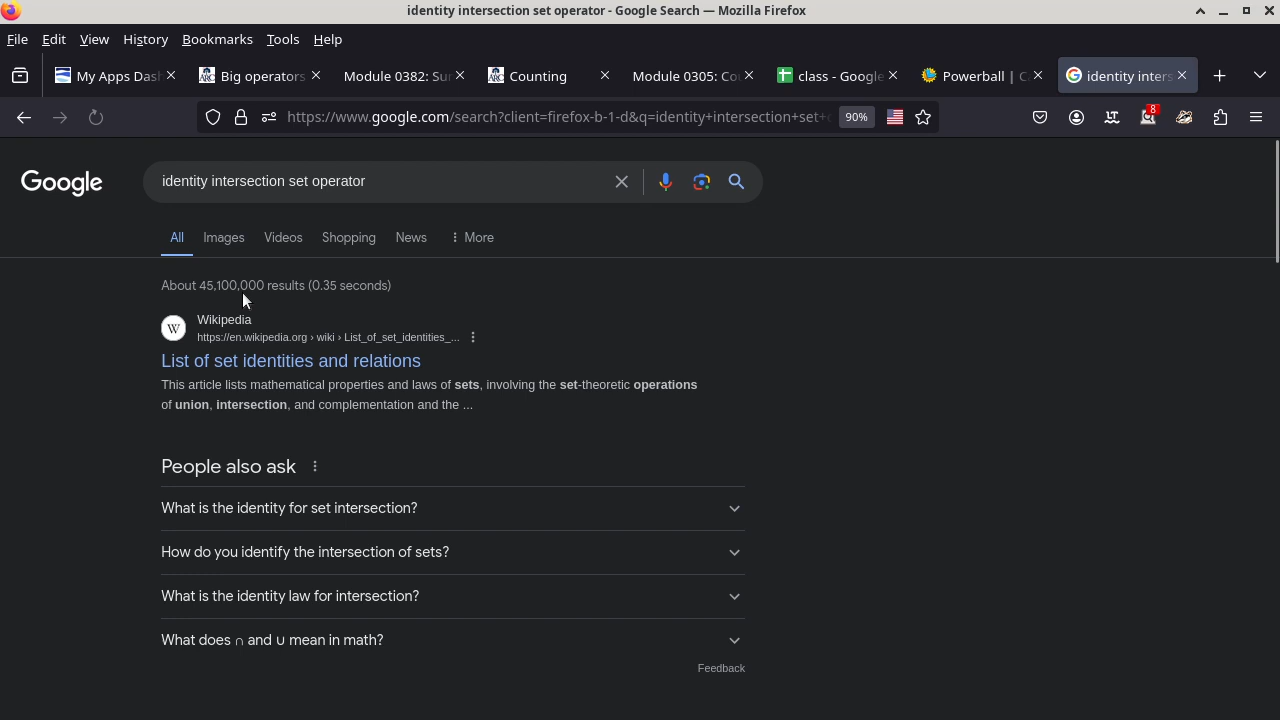 identity intersection set operator - Google Search — Mozilla Firefox
File Edit View History Bookmarks Tools Help
My Apps Dash
Big operators
Module 0382: Su
Counting
Module 0305: Co
class - Google
Powerball |
identity inters
https://www.google.com/search?client=firefox-b-1-d&q=identity+intersection+set+
90%
8
Google
identity intersection set operator
All Images Videos Shopping News More
About 45,100,000 results (0.35 seconds)
W
Wikipedia
https://en.wikipedia.org › wiki › List_of_set_identities_...
List of set identities and relations
This article lists mathematical properties and laws of sets, involving the set-theoretic operations
of union, intersection, and complementation and the ...
People also ask
What is the identity for set intersection?
How do you identify the intersection of sets?
What is the identity law for intersection?
What does ∩ and ∪ mean in math?
Feedback